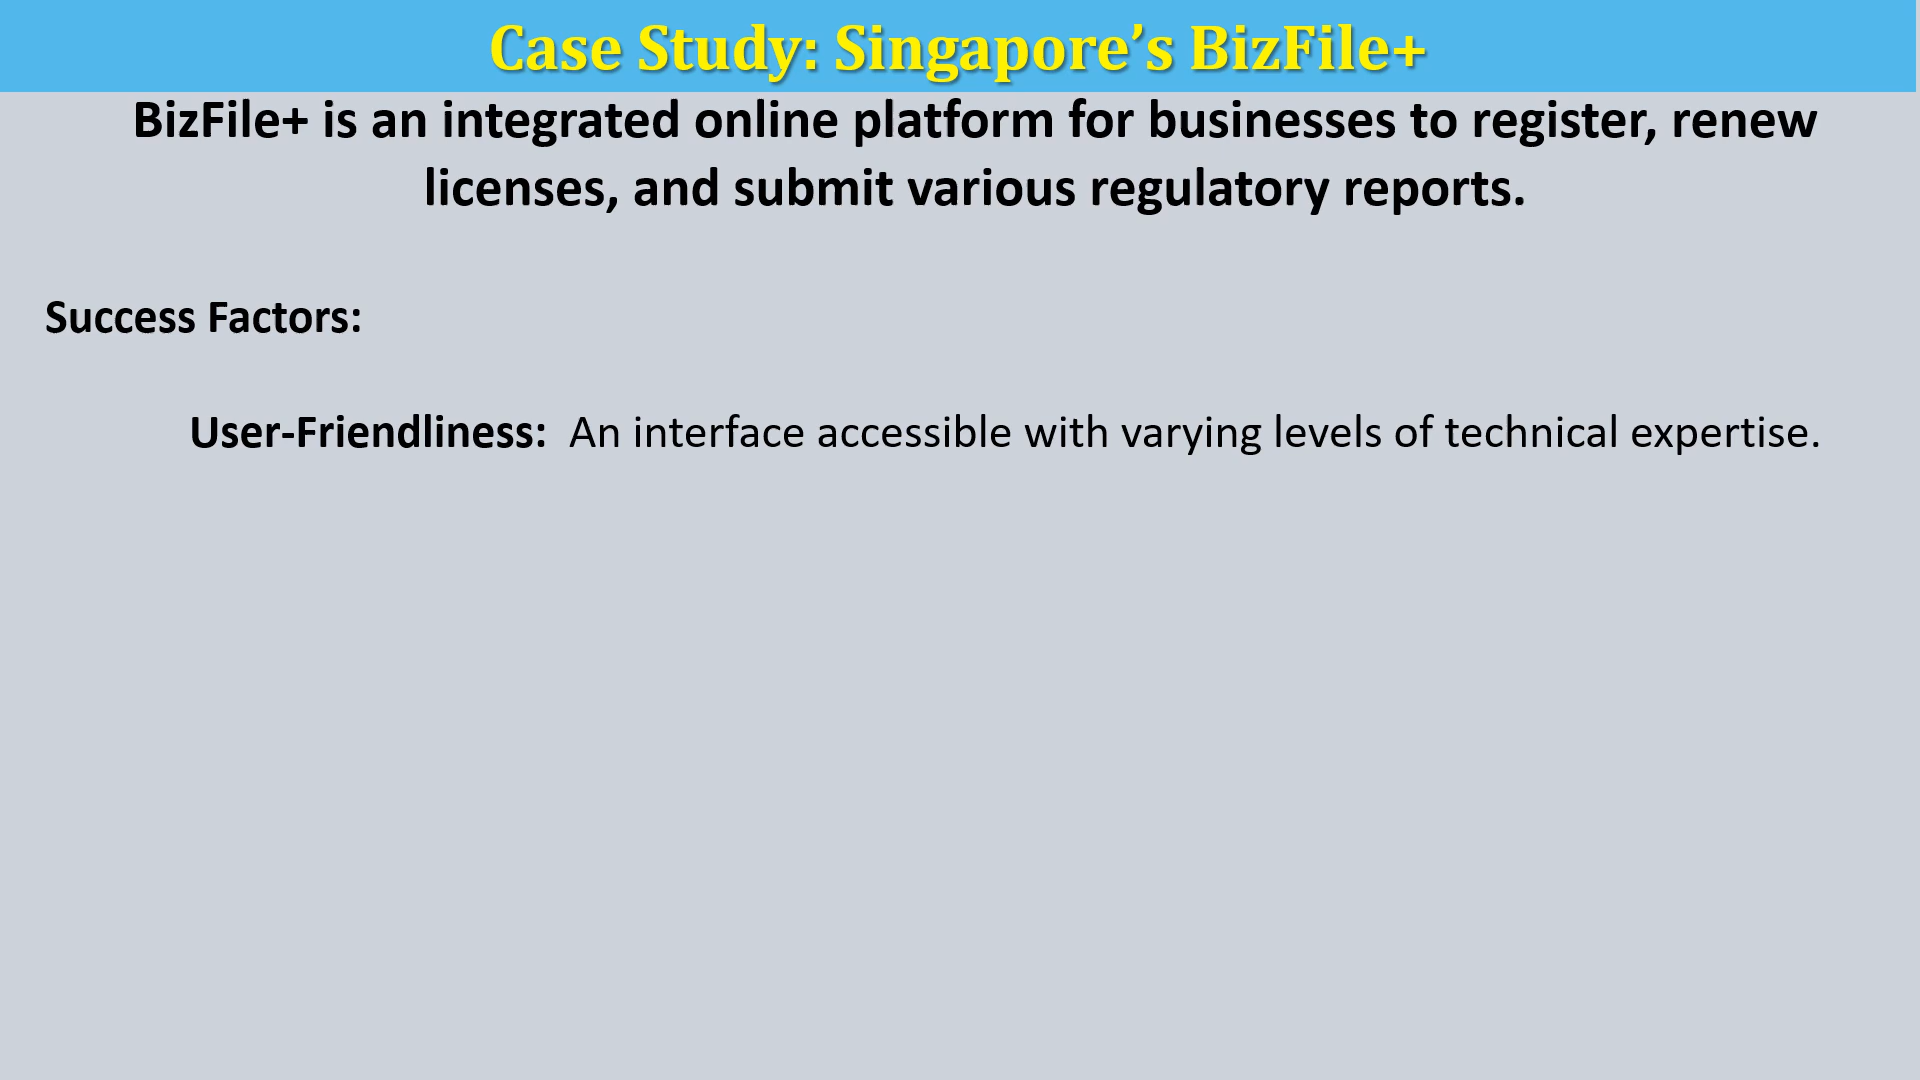 Case Study: Singapore’s BizFile+
BizFile+ is an integrated online platform for businesses to register, renew
licenses, and submit various regulatory reports.
Success Factors:
User-Friendliness:  An interface accessible with varying levels of technical expertise.